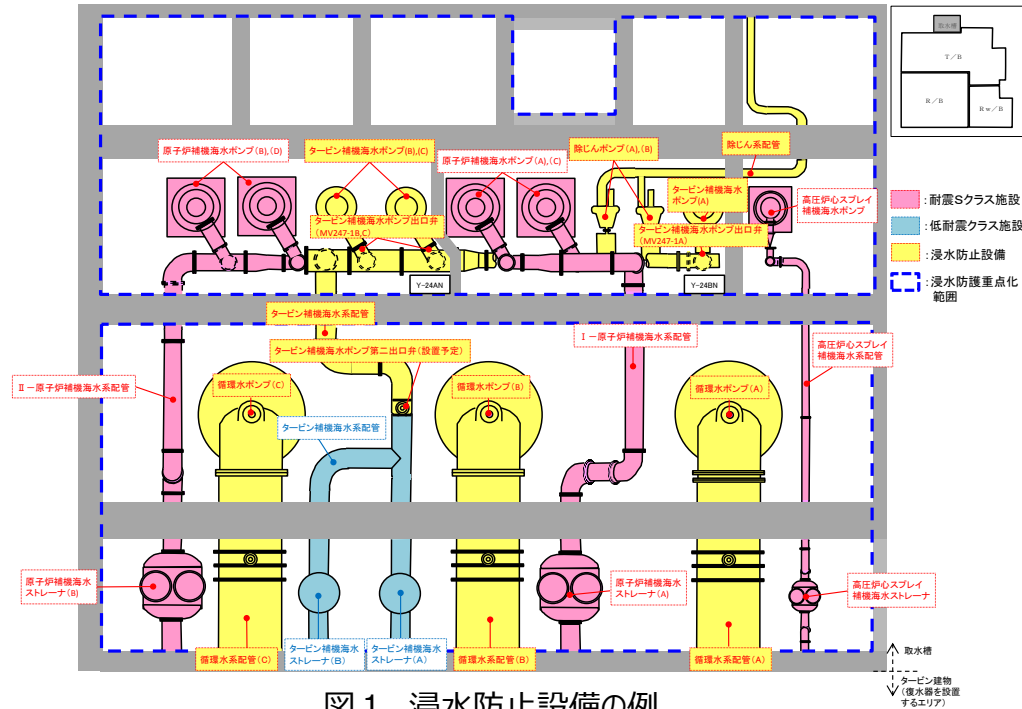 取水槽
T/B
R/B
Rw/B
原子炉補機海水ポンプ(B),(D)
タービン補機海水ポンプ(B),(C)
原子炉補機海水ポンプ(A),(C)
除じんポンプ(A),(B)
除じん系配管
タービン補機海水
ポンプ(A)
高圧炉心スプレイ
補機海水ポンプ
タービン補機海水ポンプ出口弁
(MV247-1B,C)
タービン補機海水ポンプ出口弁
(MV247-1A)
Y-24AN
Y-24BN
:耐震Sクラス施設
:低耐震クラス施設
:浸水防止設備
:浸水防護重点化
範囲
タービン補機海水系配管
タービン補機海水ポンプ第二出口弁(設置予定)
Ⅰ-原子炉補機海水系配管
高圧炉心スプレイ
補機海水系配管
Ⅱ-原子炉補機海水系配管
循環水ポンプ(C)
循環水ポンプ(B)
循環水ポンプ(A)
タービン補機海水系配管
原子炉補機海水
ストレーナ(B)
原子炉補機海水
ストレーナ(A)
高圧炉心スプレイ
補機海水ストレーナ
循環水系配管(C)
タービン補機海水
ストレーナ(B)
タービン補機海水
ストレーナ(A)
循環水系配管(B)
循環水系配管(A)
取水槽
タービン建物
(復水器を設置
するエリア)
図1 浸水防止設備の例